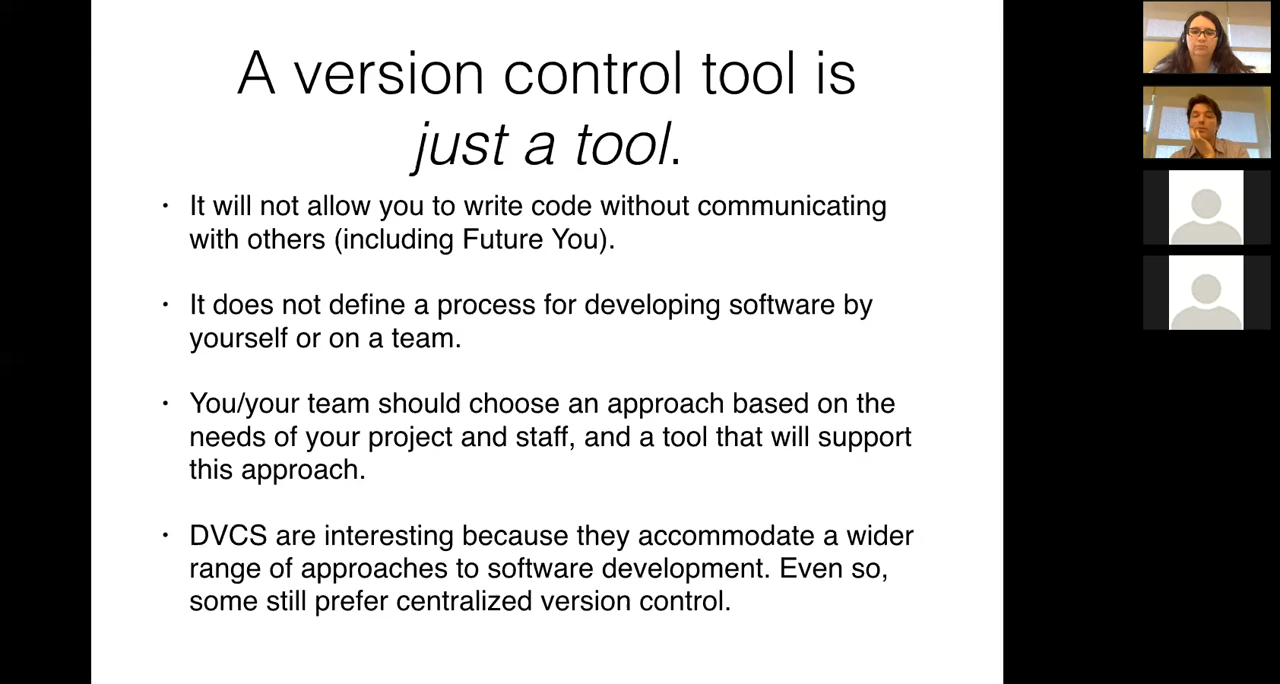 A version control tool is
just a tool.
• It will not allow you to write code without communicating
with others (including Future You).
• It does not define a process for developing software by
yourself or on a team.
• You/your team should choose an approach based on the
needs of your project and staff, and a tool that will support
this approach.
• DVCS are interesting because they accommodate a wider
range of approaches to software development. Even so,
some still prefer centralized version control.